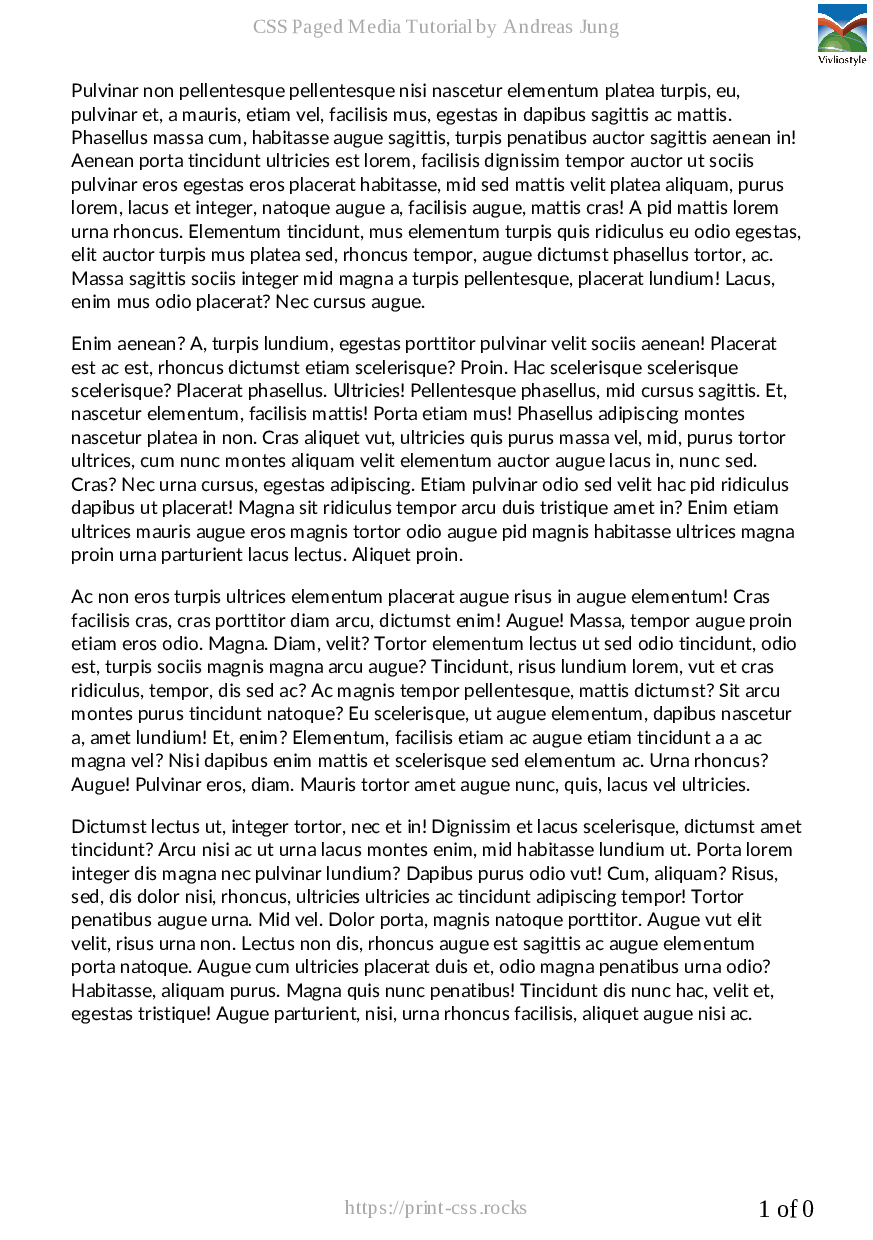 CSS Paged Media Tutorial by Andreas Jung
Vivliostyle
Pulvinar non pellentesque pellentesque nisi nascetur elementum platea turpis, eu,
pulvinar et, a mauris, etiam vel, facilisis mus, egestas in dapibus sagittis ac mattis.
Phasellus massa cum, habitasse augue sagittis, turpis penatibus auctor sagittis aenean in!
Aenean porta tincidunt ultricies est lorem, facilisis dignissim tempor auctor ut sociis
pulvinar eros egestas eros placerat habitasse, mid sed mattis velit platea aliquam, purus
lorem, lacus et integer, natoque augue a, facilisis augue, mattis cras! A pid mattis lorem
urna rhoncus. Elementum tincidunt, mus elementum turpis quis ridiculus eu odio egestas,
elit auctor turpis mus platea sed, rhoncus tempor, augue dictumst phasellus tortor, ac.
Massa sagittis sociis integer mid magna a turpis pellentesque, placerat lundium! Lacus,
enim mus odio placerat? Nec cursus augue.
Enim aenean? A, turpis lundium, egestas porttitor pulvinar velit sociis aenean! Placerat
est ac est, rhoncus dictumst etiam scelerisque? Proin. Hac scelerisque scelerisque
scelerisque? Placerat phasellus. Ultricies! Pellentesque phasellus, mid cursus sagittis. Et,
nascetur elementum, facilisis mattis! Porta etiam mus! Phasellus adipiscing montes
nascetur platea in non. Cras aliquet vut, ultricies quis purus massa vel, mid, purus tortor
ultrices, cum nunc montes aliquam velit elementum auctor augue lacus in, nunc sed.
Cras? Nec urna cursus, egestas adipiscing. Etiam pulvinar odio sed velit hac pid ridiculus
dapibus ut placerat! Magna sit ridiculus tempor arcu duis tristique amet in? Enim etiam
ultrices mauris augue eros magnis tortor odio augue pid magnis habitasse ultrices magna
proin urna parturient lacus lectus. Aliquet proin.
Ac non eros turpis ultrices elementum placerat augue risus in augue elementum! Cras
facilisis cras, cras porttitor diam arcu, dictumst enim! Augue! Massa, tempor augue proin
etiam eros odio. Magna. Diam, velit? Tortor elementum lectus ut sed odio tincidunt, odio
est, turpis sociis magnis magna arcu augue? Tincidunt, risus lundium lorem, vut et cras
ridiculus, tempor, dis sed ac? Ac magnis tempor pellentesque, mattis dictumst? Sit arcu
montes purus tincidunt natoque? Eu scelerisque, ut augue elementum, dapibus nascetur
a, amet lundium! Et, enim? Elementum, facilisis etiam ac augue etiam tincidunt a a ac
magna vel? Nisi dapibus enim mattis et scelerisque sed elementum ac. Urna rhoncus?
Augue! Pulvinar eros, diam. Mauris tortor amet augue nunc, quis, lacus vel ultricies.
Dictumst lectus ut, integer tortor, nec et in! Dignissim et lacus scelerisque, dictumst amet
tincidunt? Arcu nisi ac ut urna lacus montes enim, mid habitasse lundium ut. Porta lorem
integer dis magna nec pulvinar lundium? Dapibus purus odio vut! Cum, aliquam? Risus,
sed, dis dolor nisi, rhoncus, ultricies ultricies ac tincidunt adipiscing tempor! Tortor
penatibus augue urna. Mid vel. Dolor porta, magnis natoque porttitor. Augue vut elit
velit, risus urna non. Lectus non dis, rhoncus augue est sagittis ac augue elementum
porta natoque. Augue cum ultricies placerat duis et, odio magna penatibus urna odio?
Habitasse, aliquam purus. Magna quis nunc penatibus! Tincidunt dis nunc hac, velit et,
egestas tristique! Augue parturient, nisi, urna rhoncus facilisis, aliquet augue nisi ac.
https://print-css.rocks
1 of 0